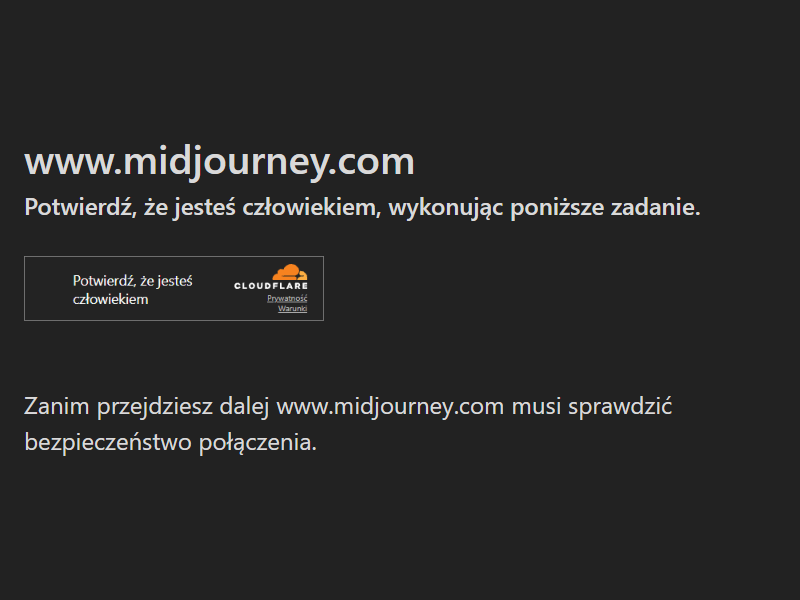 www.midjourney.com
Potwierdź, że jesteś człowiekiem, wykonując poniższe zadanie.
Potwierdź, że jesteś
człowiekiem
CLOUDFLARE
Prywatność
Warunki
Zanim przejdziesz dalej www.midjourney.com musi sprawdzić
bezpieczeństwo połączenia.